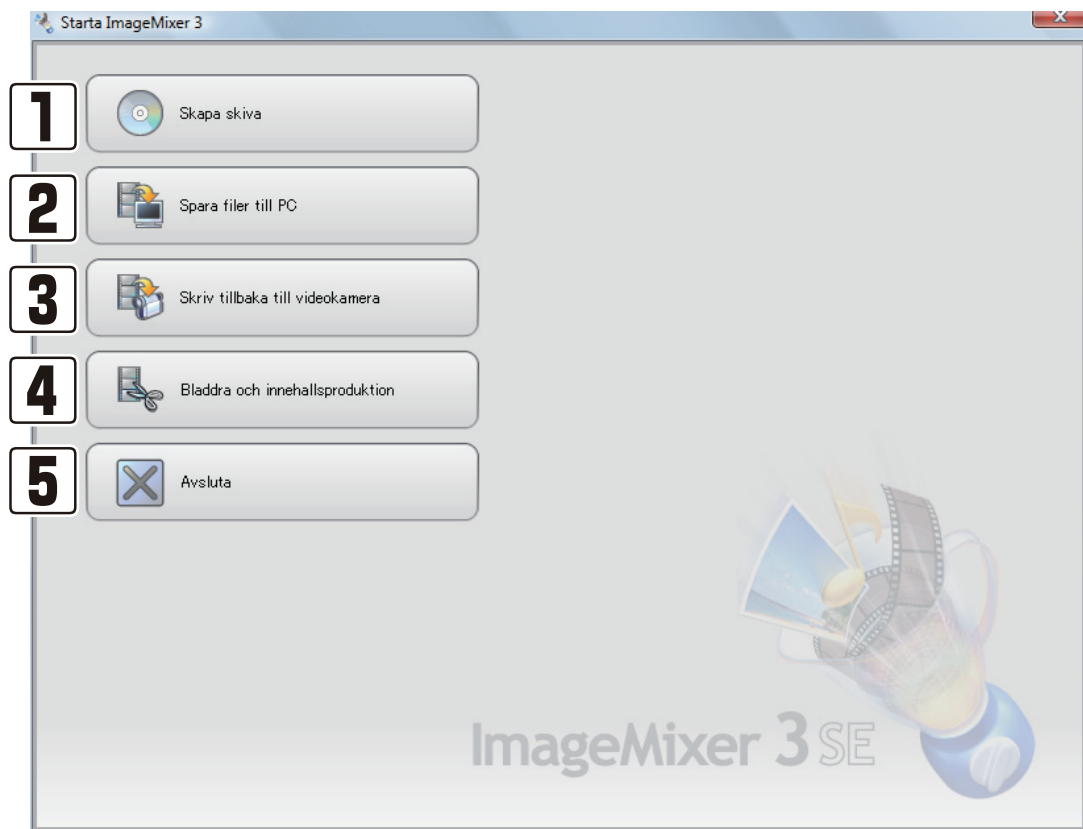 Starta ImageMixer 3
1
Skapa skiva
2
Spara filer till PC
3
Skriv tillbaka till videokamera
4
Bladdra och innehallsproduktion
5
Avsluta
ImageMixer 3 SE